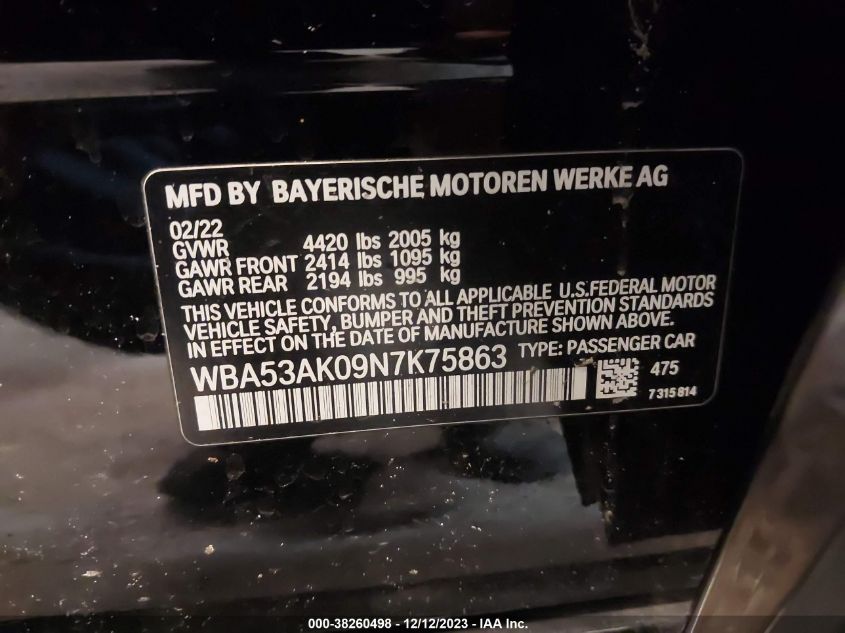 MFD BY BAYERISCHE MOTOREN WERKE AG
02/22
GVWR 4420 lbs 2005 kg
GAWR FRONT 2414 lbs 1095 kg
GAWR REAR 2194 lbs 995 kg
THIS VEHICLE CONFORMS TO ALL APPLICABLE U.S.FEDERAL MOTOR
VEHICLE SAFETY, BUMPER AND THEFT PREVENTION STANDARDS
IN EFFECT ON THE DATE OF MANUFACTURE SHOWN ABOVE.
WBA53AK09N7K75863 TYPE: PASSENGER CAR
475
7 315 814
000-38260498 - 12/12/2023 - IAA Inc.